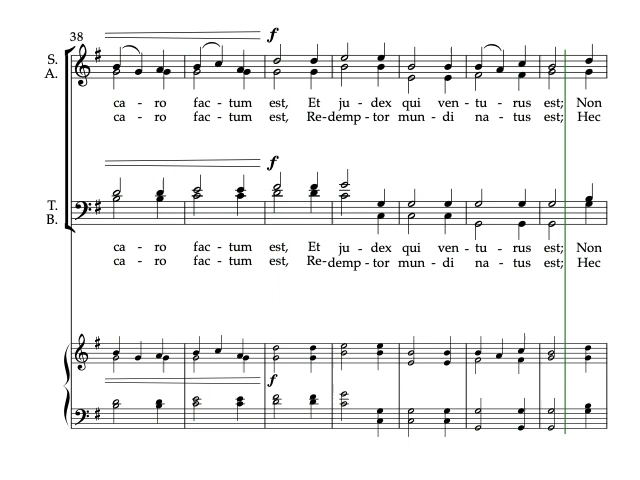 38
f
S.
A.
ca - ro fac - tum est, Et ju - dex qui ven - tu - rus est; Non
ca - ro fac - tum est, Re-demp - tor mun - di na - tus est; Hec
f
T.
B.
ca - ro fac - tum est, Et ju - dex qui ven - tu - rus est; Non
ca - ro fac - tum est, Re-demp - tor mun - di na - tus est; Hec
f